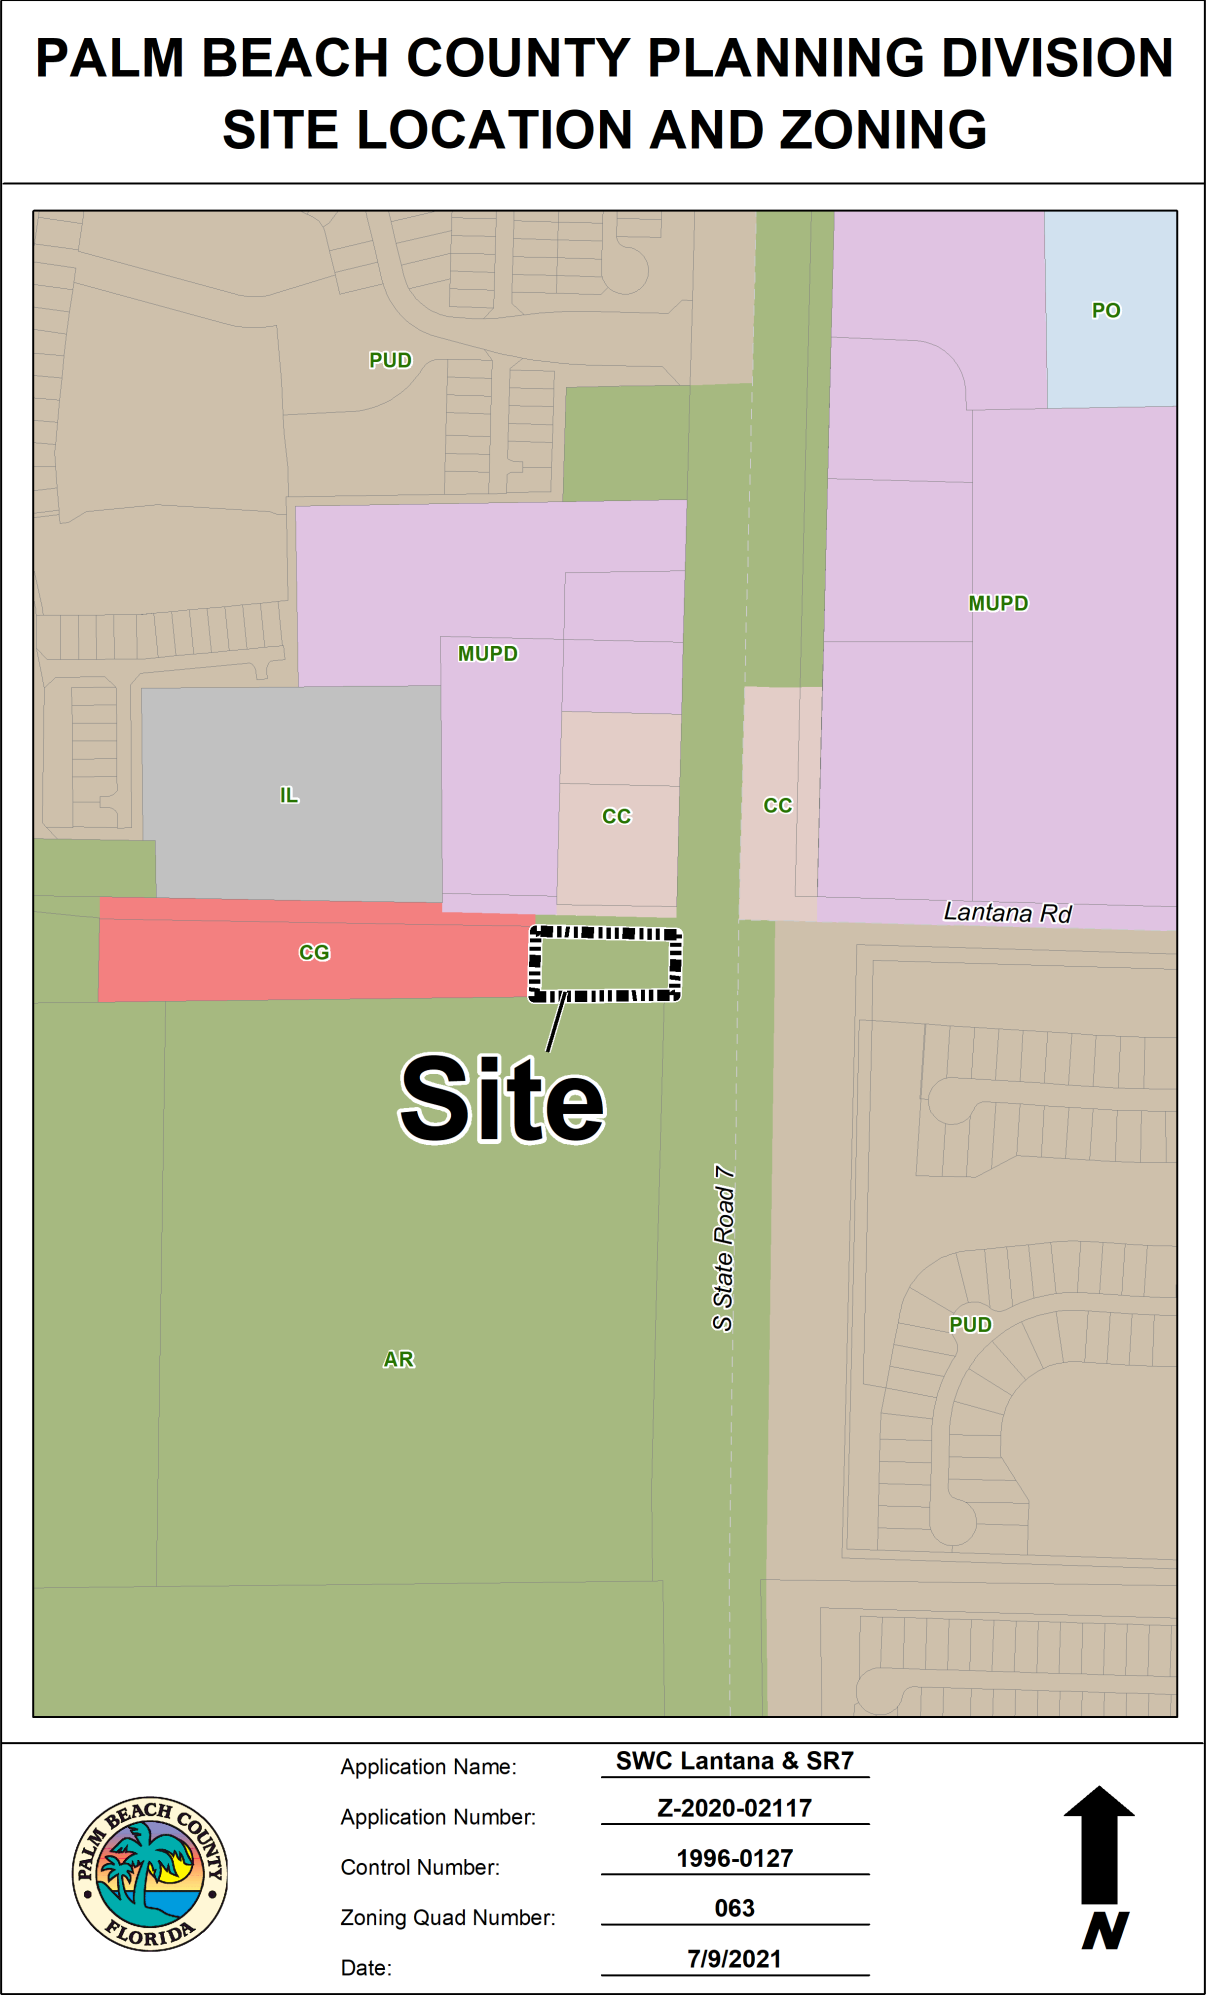 PALM BEACH COUNTY PLANNING DIVISION
SITE LOCATION AND ZONING
PO
PUD
MUPD
MUPD
IL
CC
CC
Lantana Rd
CG
Site
S State Road 7
PUD
AR
Application Name: SWC Lantana & SR7
Application Number: Z-2020-02117
Control Number: 1996-0127
Zoning Quad Number: 063
Date: 7/9/2021
PALM BEACH COUNTY
FLORIDA
N